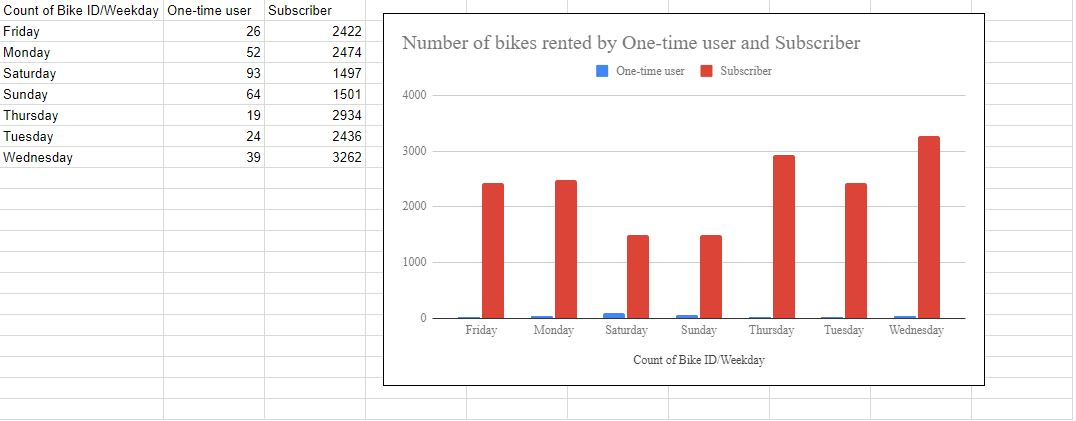 Count of Bike ID/Weekday One-time user Subscriber
Friday 26 2422
Monday 52 2474
Saturday 93 1497
Sunday 64 1501
Thursday 19 2934
Tuesday 24 2436
Wednesday 39 3262
Number of bikes rented by One-time user and Subscriber
One-time user Subscriber
4000
3000
2000
1000
0
Friday Monday Saturday Sunday Thursday Tuesday Wednesday
Count of Bike ID/Weekday